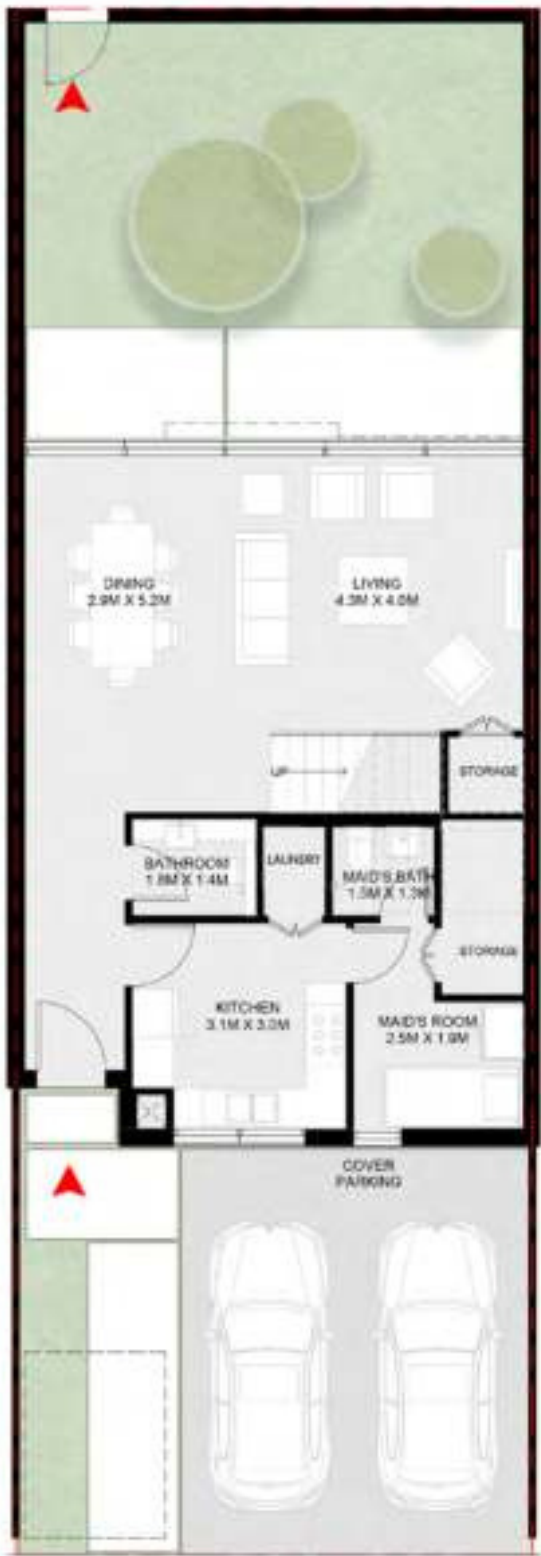 DINING
2.9M X 5.2M
LIVING
4.3M X 4.0M
UP
STORAGE
BATHROOM
1.8M X 1.4M
LAUNDRY
MAID'S BATH
1.5M X 1.3M
STORAGE
KITCHEN
3.1M X 3.0M
MAID'S ROOM
2.5M X 1.9M
COVER
PARKING